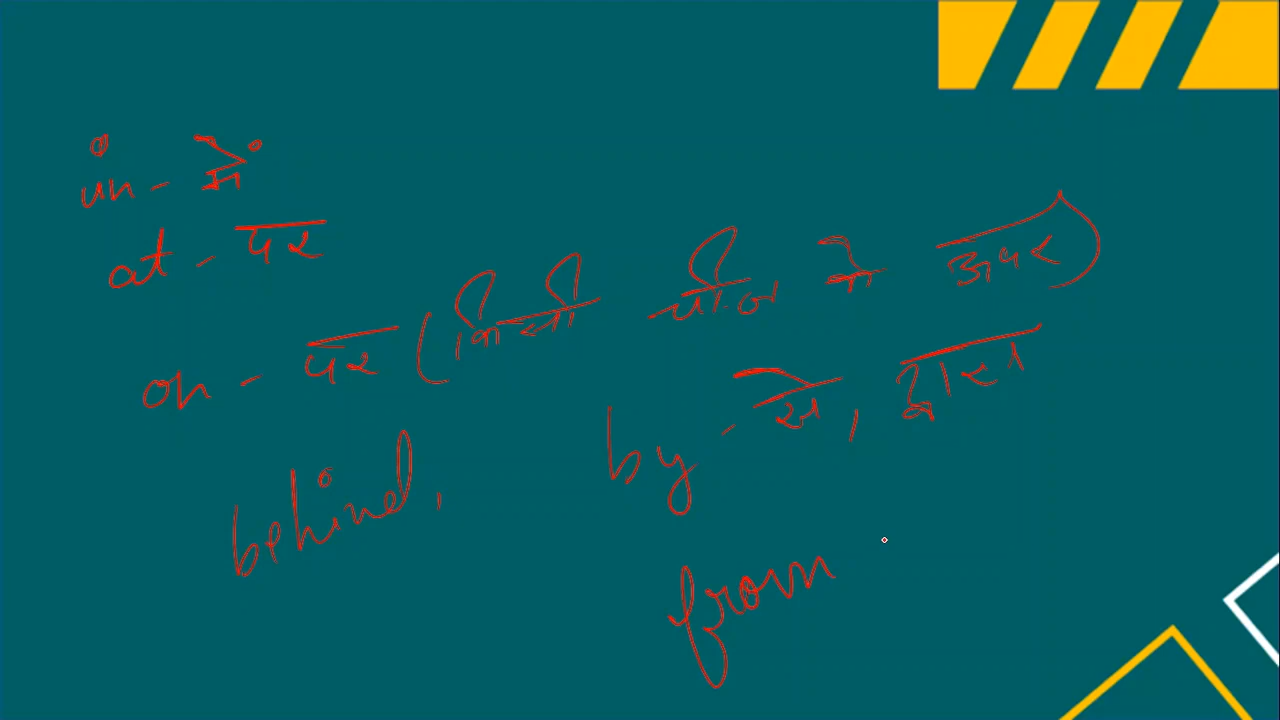 in - में
at - पर
on - पर (किसी चीज के ऊपर)
behind, by - से, द्वारा
from